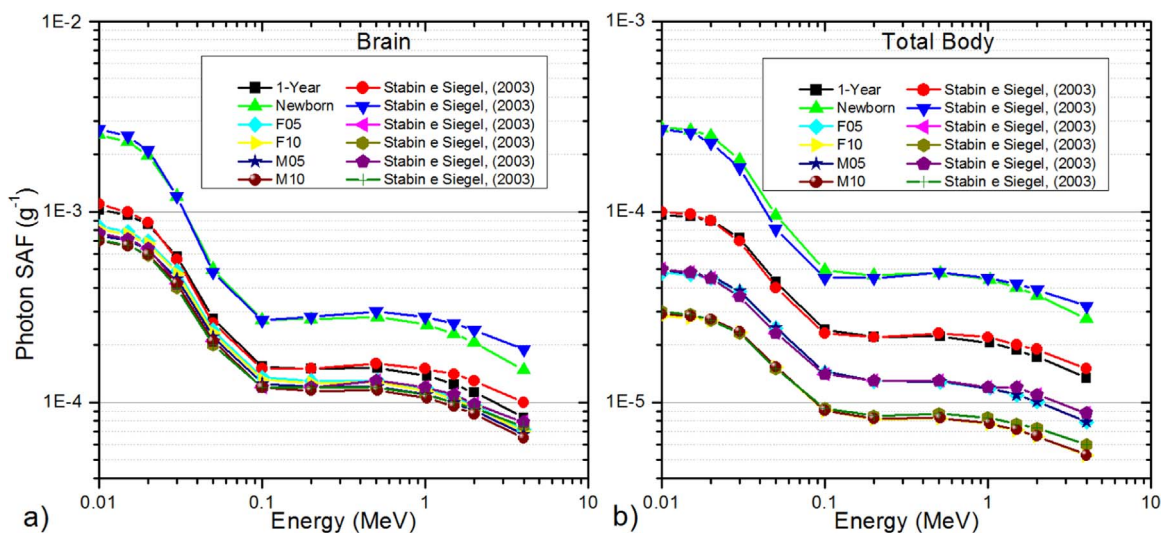 1E-2
1E-3
1E-4
Photon SAF (g-1)
Brain
1-Year Stabin e Siegel, (2003)
Newborn Stabin e Siegel, (2003)
F05 Stabin e Siegel, (2003)
F10 Stabin e Siegel, (2003)
M05 Stabin e Siegel, (2003)
M10 Stabin e Siegel, (2003)
0.01 0.1 1 10
Energy (MeV)
a)
1E-3
1E-4
1E-5
Total Body
1-Year Stabin e Siegel, (2003)
Newborn Stabin e Siegel, (2003)
F05 Stabin e Siegel, (2003)
F10 Stabin e Siegel, (2003)
M05 Stabin e Siegel, (2003)
M10 Stabin e Siegel, (2003)
0.01 0.1 1 10
Energy (MeV)
b)